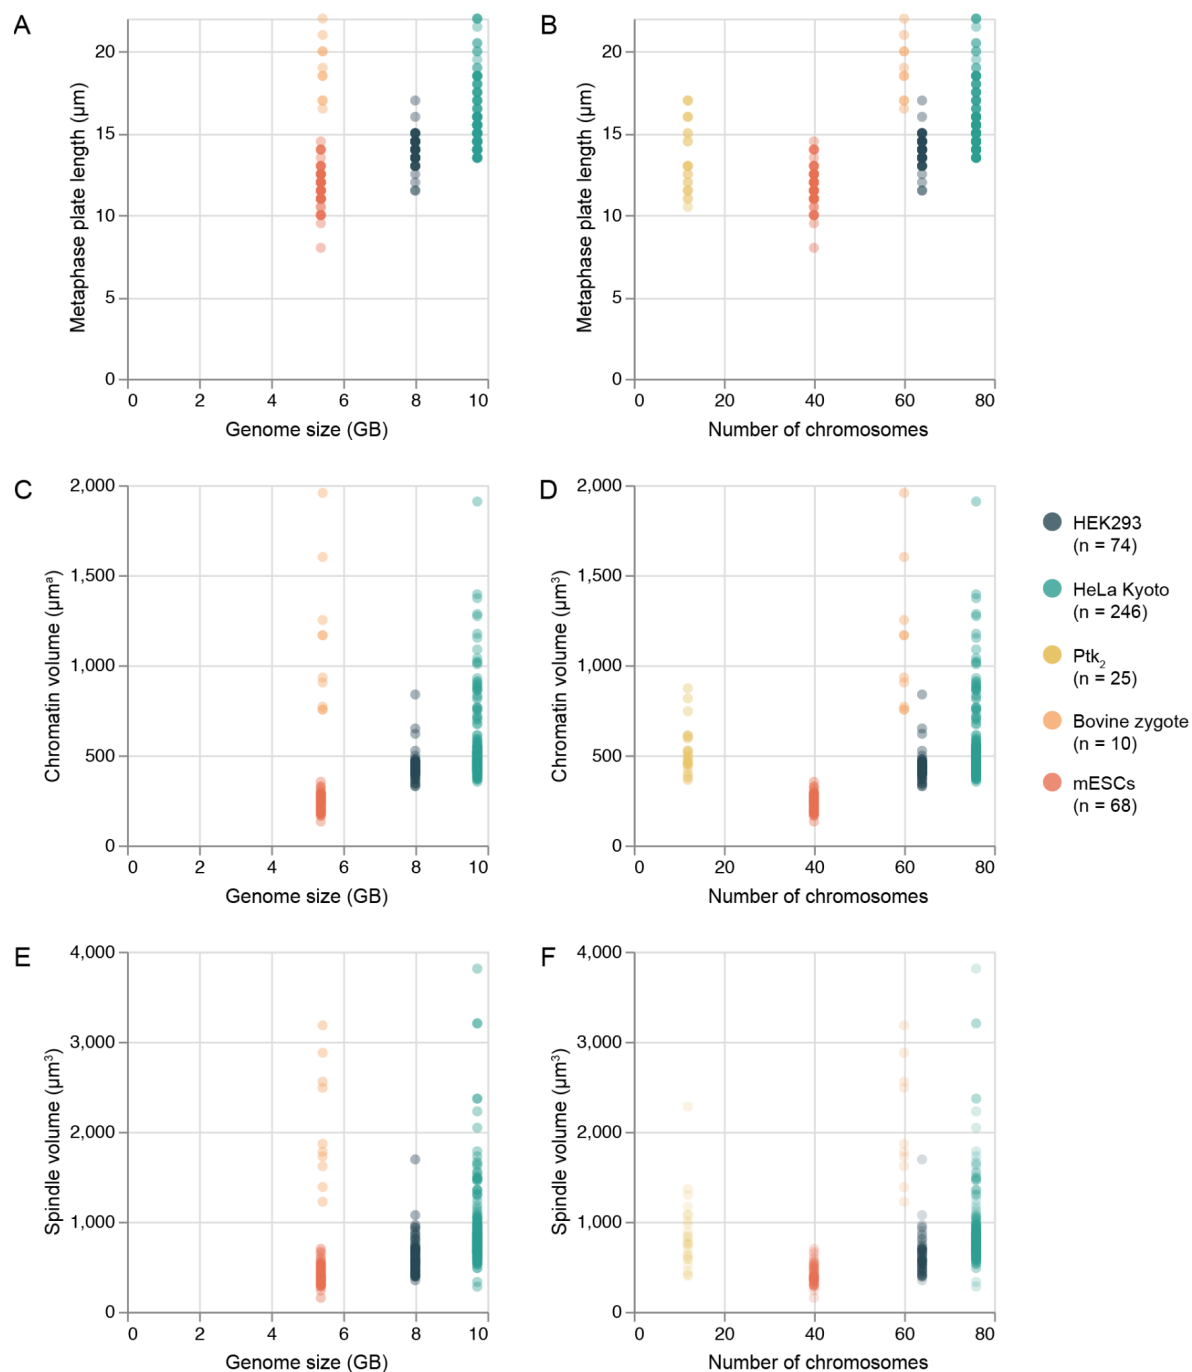 A
B
Metaphase plate length (µm)
20
15
10
5
0
0 2 4 6 8 10
Genome size (GB)
Metaphase plate length (µm)
20
15
10
5
0
0 20 40 60 80
Number of chromosomes
C
D
Chromatin volume (µmª)
2,000
1,500
1,000
500
0
0 2 4 6 8 10
Genome size (GB)
Chromatin volume (µm³)
2,000
1,500
1,000
500
0
0 20 40 60 80
Number of chromosomes
HEK293
(n = 74)
HeLa Kyoto
(n = 246)
Ptk₂
(n = 25)
Bovine zygote
(n = 10)
mESCs
(n = 68)
E
F
Spindle volume (µm³)
4,000
3,000
2,000
1,000
0
0 2 4 6 8 10
Genome size (GB)
Spindle volume (µm³)
4,000
3,000
2,000
1,000
0
0 20 40 60 80
Number of chromosomes